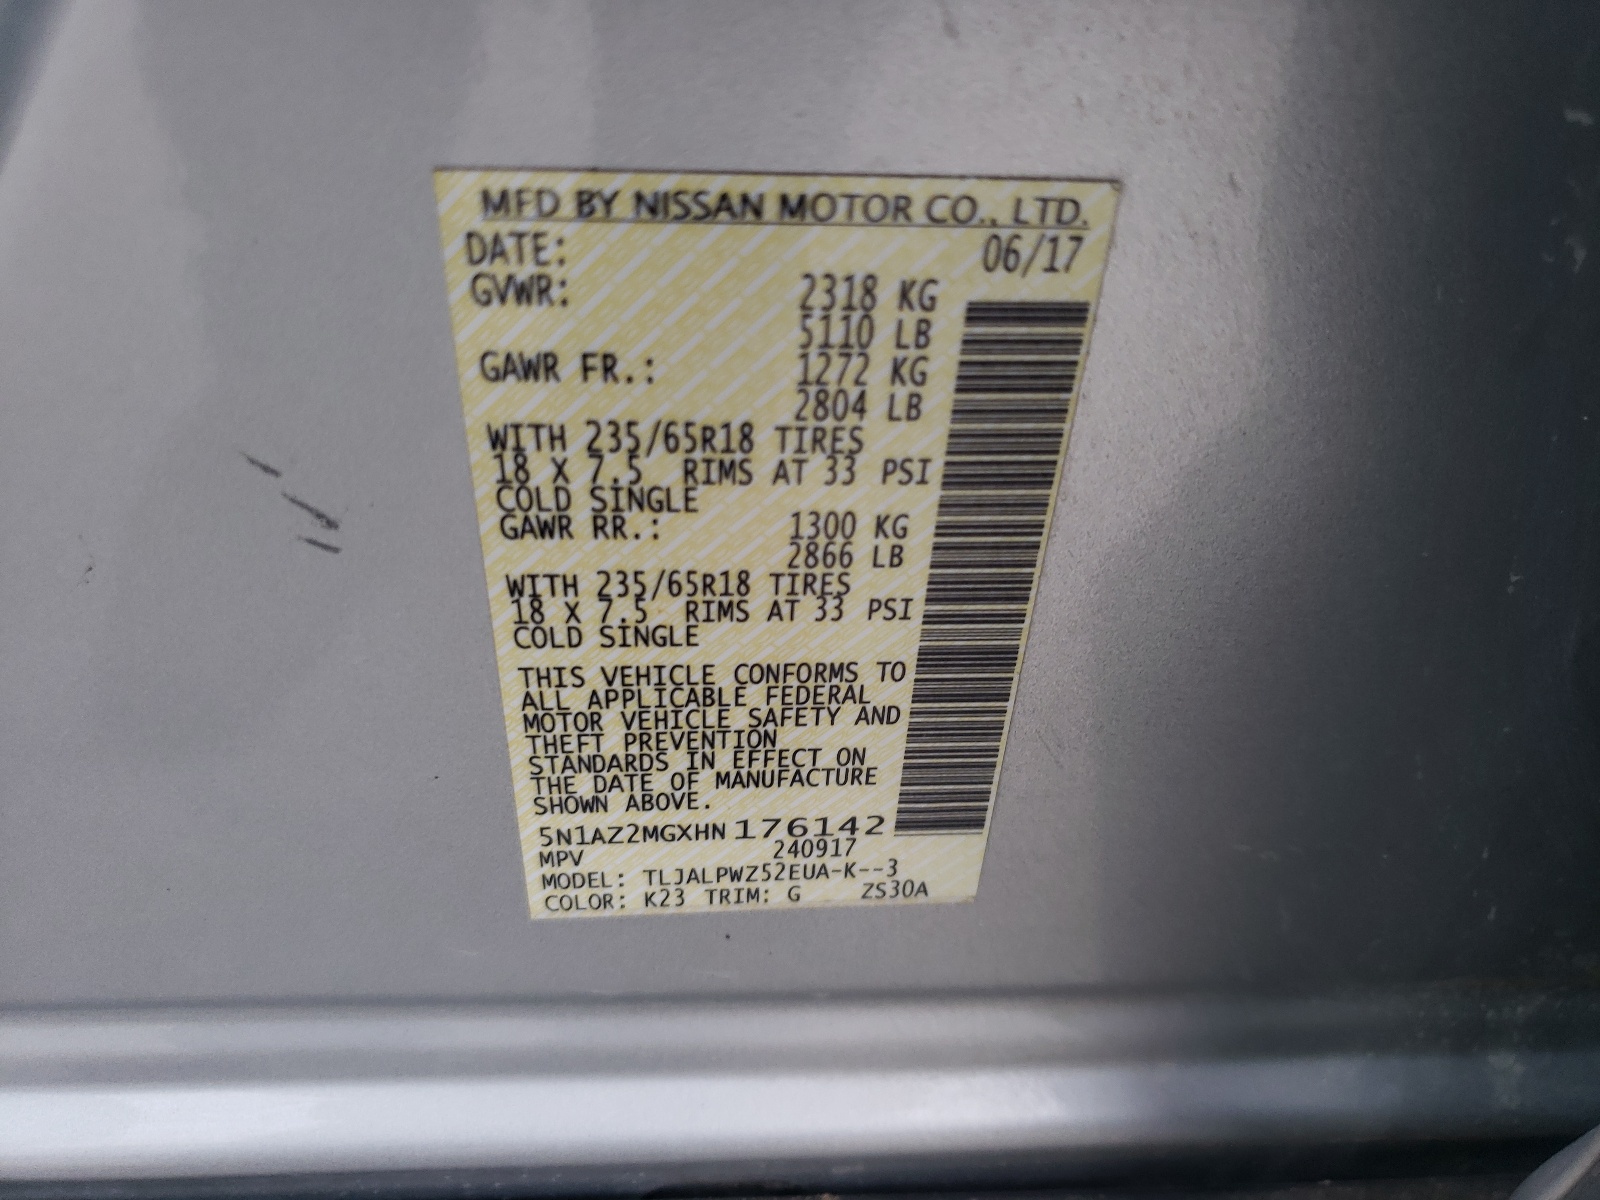 MFD BY NISSAN MOTOR CO., LTD.
DATE: 06/17
GVWR: 2318 KG
5110 LB
GAWR FR.: 1272 KG
2804 LB
WITH 235/65R18 TIRES
18 X 7.5 RIMS AT 33 PSI
COLD SINGLE
GAWR RR.: 1300 KG
2866 LB
WITH 235/65R18 TIRES
18 X 7.5 RIMS AT 33 PSI
COLD SINGLE
THIS VEHICLE CONFORMS TO
ALL APPLICABLE FEDERAL
MOTOR VEHICLE SAFETY AND
THEFT PREVENTION
STANDARDS IN EFFECT ON
THE DATE OF MANUFACTURE
SHOWN ABOVE.
5N1AZ2MGXHN 176142
MPV 240917
MODEL: TLJALPWZ52EUA-K--3
COLOR: K23 TRIM: G ZS30A